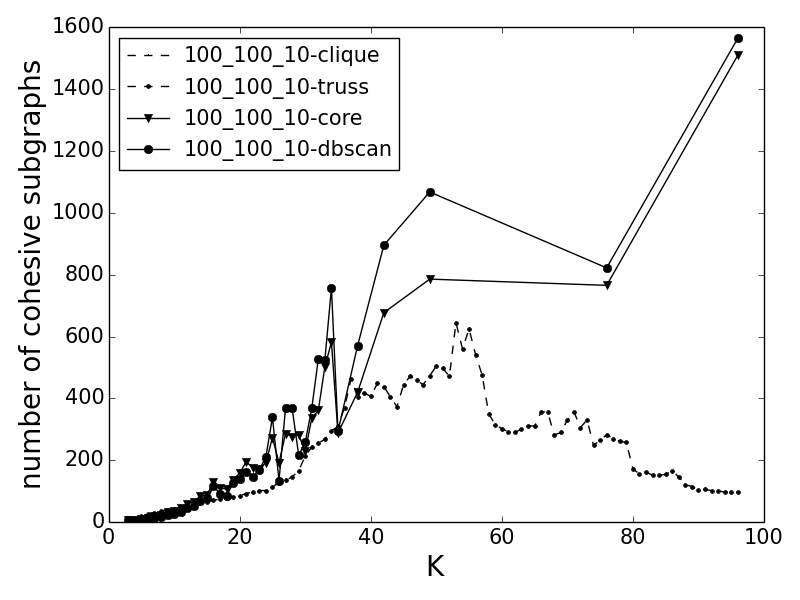 1600
1400
1200
1000
800
600
400
200
0
number of cohesive subgraphs
100_100_10-clique
100_100_10-truss
100_100_10-core
100_100_10-dbscan
0 20 40 60 80 100
K